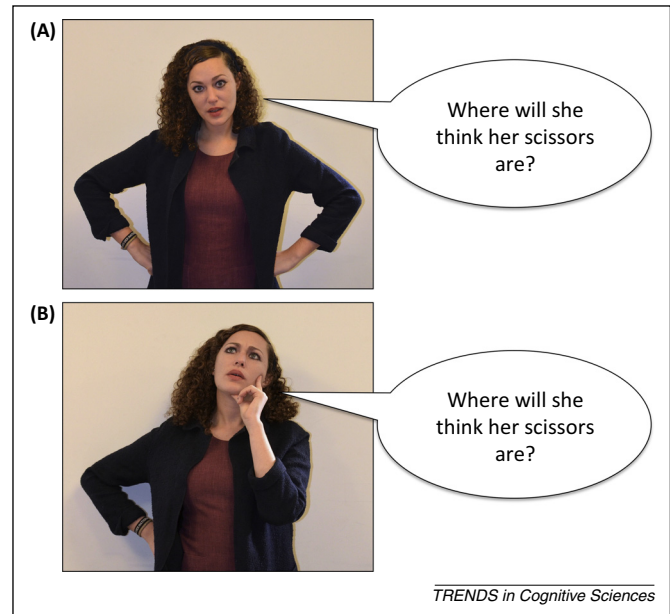 (A)
Where will she
think her scissors
are?
(B)
Where will she
think her scissors
are?
TRENDS in Cognitive Sciences